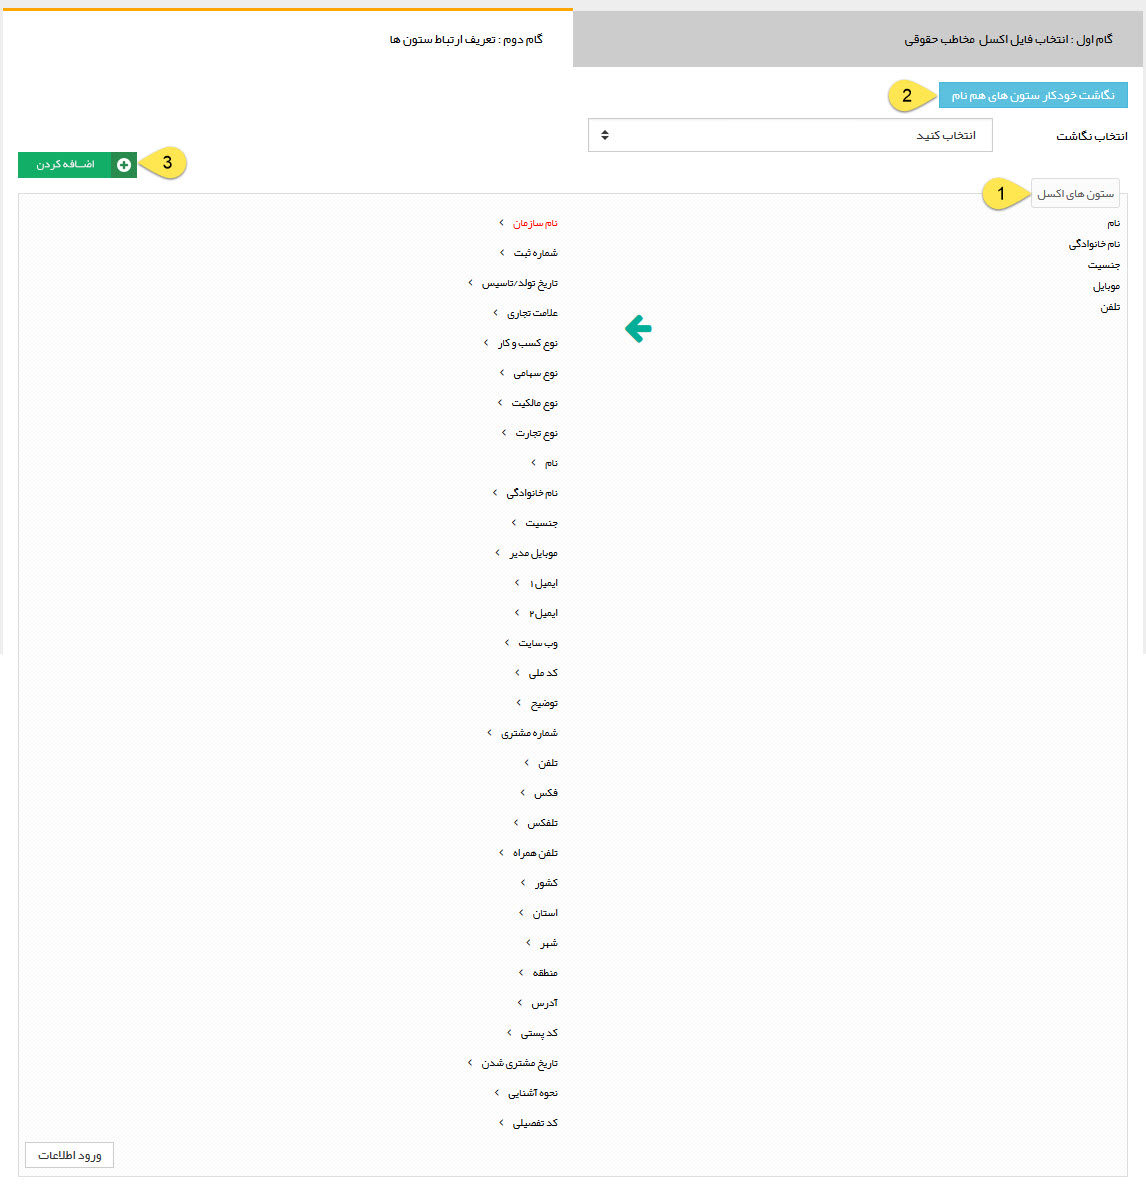 گام اول : انتخاب فایل اکسل مخاطب حقوقی
گام دوم : تعریف ارتباط ستون ها
نگاشت خودکار ستون های هم نام
2
انتخاب نگاشت
انتخاب کنید
3
اضافه کردن
ستون های اکسل
1
نام
نام خانوادگی
جنسیت
موبایل
تلفن
نام سازمان
شماره ثبت
تاریخ تولد/تاسیس
علامت تجاری
نوع کسب و کار
نوع سهامی
نوع مالکیت
نوع تجارت
نام
نام خانوادگی
جنسیت
موبایل مدیر
ایمیل ۱
ایمیل ۲
وب سایت
کد ملی
توضیح
شماره مشتری
تلفن
فکس
تلفکس
تلفن همراه
کشور
استان
شهر
منطقه
آدرس
کد پستی
تاریخ مشتری شدن
نحوه آشنایی
کد تفصیلی
ورود اطلاعات